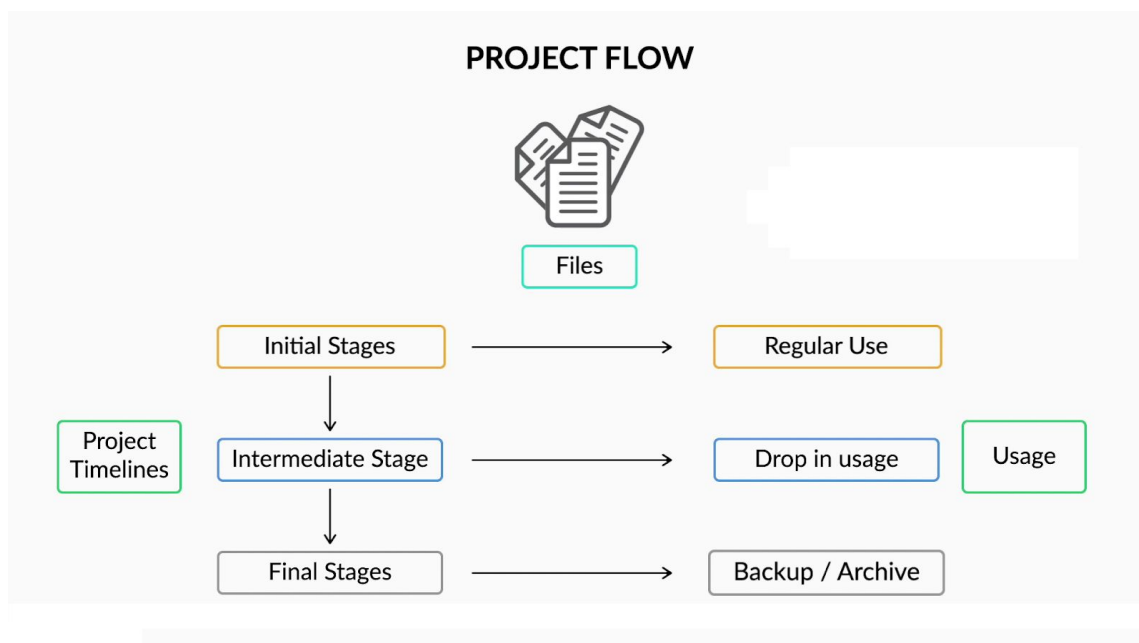 PROJECT FLOW
Files
Initial Stages
Regular Use
Project
Timelines
Intermediate Stage
Drop in usage
Usage
Final Stages
Backup / Archive